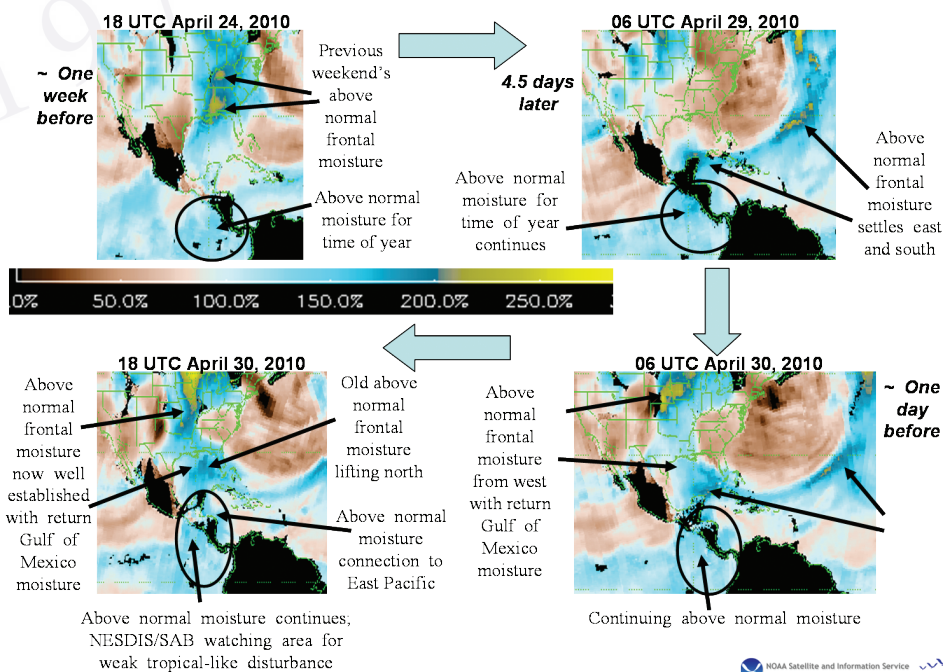 18 UTC April 24, 2010
~ One
week
before
Previous
weekend's
above
normal
frontal
moisture
Above normal
moisture for
time of year
4.5 days
later
06 UTC April 29, 2010
Above normal
moisture for
time of year
continues
Above
normal
frontal
moisture
settles east
and south
.0% 50.0% 100.0% 150.0% 200.0% 250.0%
06 UTC April 30, 2010
~ One
day
before
Above
normal
frontal
moisture
from west
with return
Gulf of
Mexico
moisture
Continuing above normal moisture
18 UTC April 30, 2010
Above
normal
frontal
moisture
now well
established
with return
Gulf of
Mexico
moisture
Old above
normal
frontal
moisture
lifting north
Above normal
moisture
connection to
East Pacific
Above normal moisture continues;
NESDIS/SAB watching area for
weak tropical-like disturbance
NOAA Satellite and Information Service